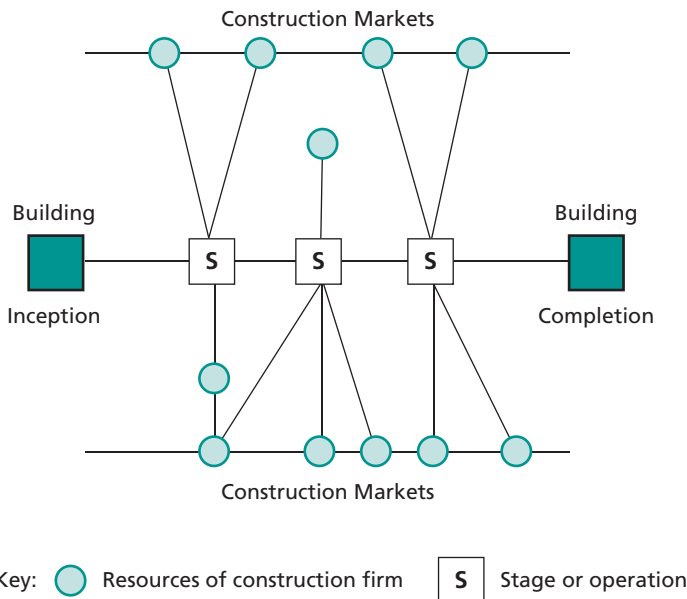 Construction Markets
Building
Building
S
S
S
Inception
Completion
Construction Markets
Key: Resources of construction firm S Stage or operation